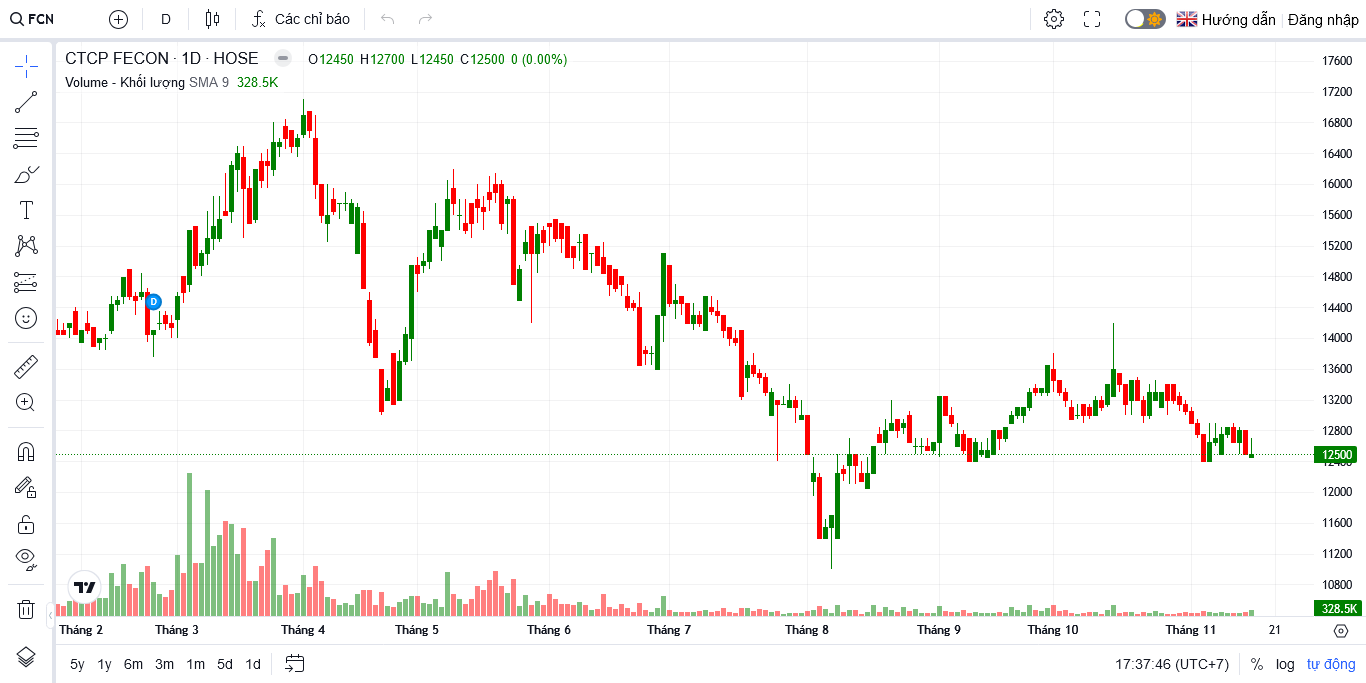 FCN D Các chỉ báo Hướng dẫn Đăng nhập
CTCP FECON · 1D · HOSE O12450 H12700 L12450 C12500 0 (0.00%)
Volume - Khối lượng SMA 9 328.5K
17600
17200
16800
16400
16000
15600
15200
14800
14400
D
14000
13600
13200
12800
12500
12400
12000
11600
11200
10800
328.5K
Tháng 2 Tháng 3 Tháng 4 Tháng 5 Tháng 6 Tháng 7 Tháng 8 Tháng 9 Tháng 10 Tháng 11 21
5y 1y 6m 3m 1m 5d 1d 17:37:46 (UTC+7) % log tự động